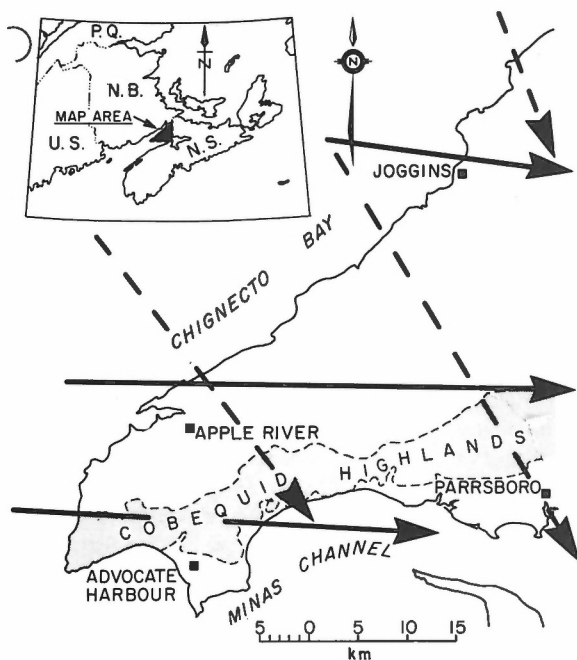 P.Q.
N.B.
MAP AREA
U.S.
N.S.
N
N
JOGGINS
CHIGNECTO BAY
APPLE RIVER
COBEQUID HIGHLANDS
PARRSBORO
ADVOCATE
HARBOUR
MINAS CHANNEL
5 0 5 10 15
km